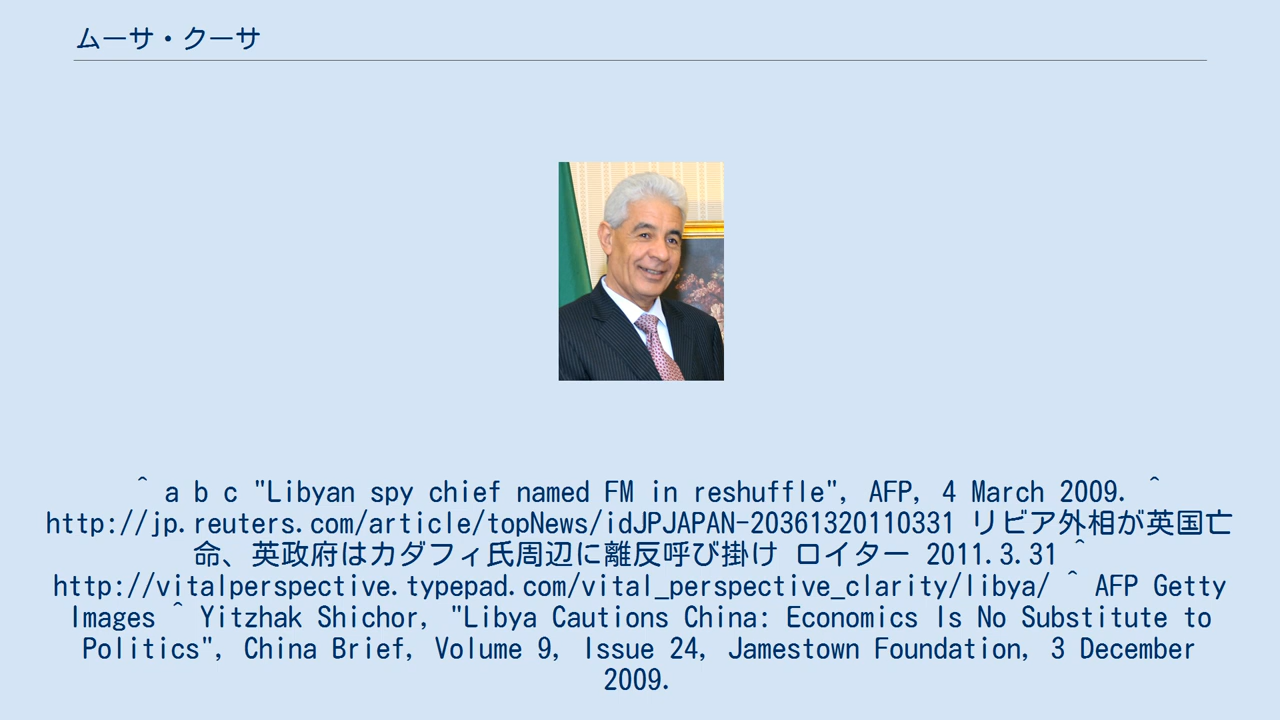 ムーサ・クーサ
^ a b c "Libyan spy chief named FM in reshuffle", AFP, 4 March 2009. ^
http://jp.reuters.com/article/topNews/idJPJAPAN-20361320110331 リビア外相が英国亡
命、英政府はカダフィ氏周辺に離反呼び掛け ロイター 2011.3.31 ^
http://vitalperspective.typepad.com/vital_perspective_clarity/libya/ ^ AFP Getty
Images ^ Yitzhak Shichor, "Libya Cautions China: Economics Is No Substitute to
Politics", China Brief, Volume 9, Issue 24, Jamestown Foundation, 3 December
2009.